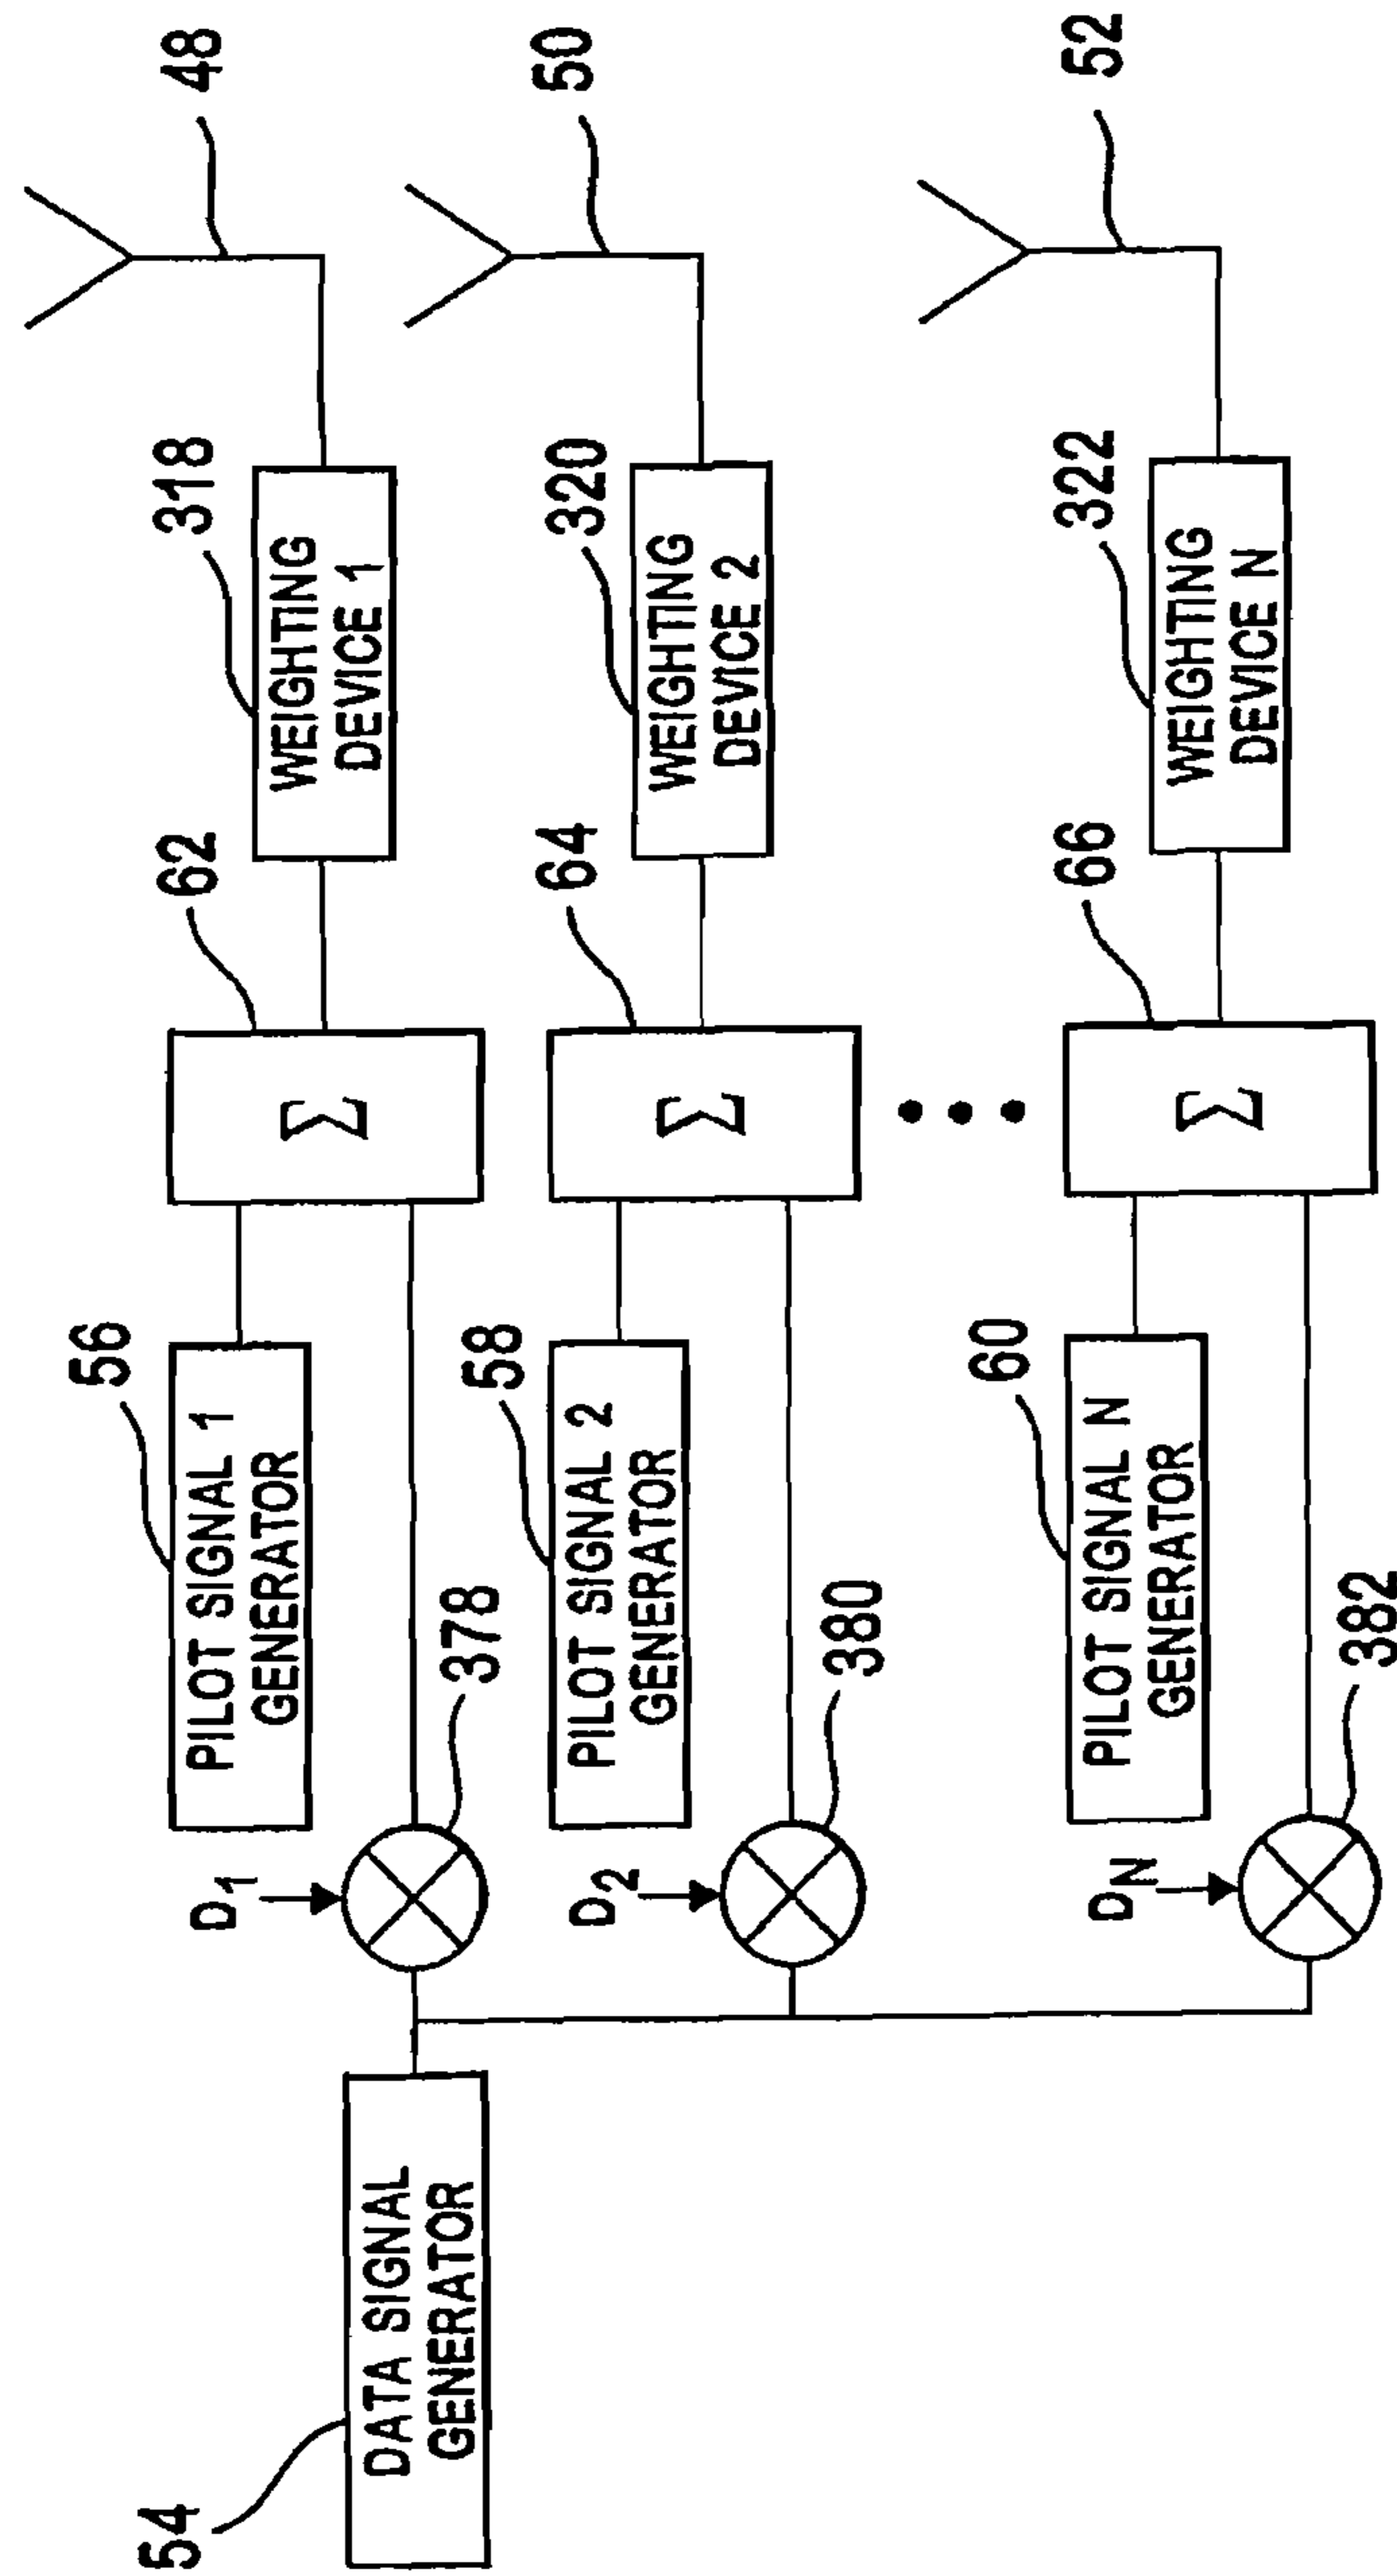 48
318
WEIGHTING
DEVICE 1
62
Σ
56
PILOT SIGNAL 1
GENERATOR
D1
378
54
DATA SIGNAL
GENERATOR
50
320
WEIGHTING
DEVICE 2
64
Σ
58
PILOT SIGNAL 2
GENERATOR
D2
380
52
322
WEIGHTING
DEVICE N
66
Σ
60
PILOT SIGNAL N
GENERATOR
DN
382